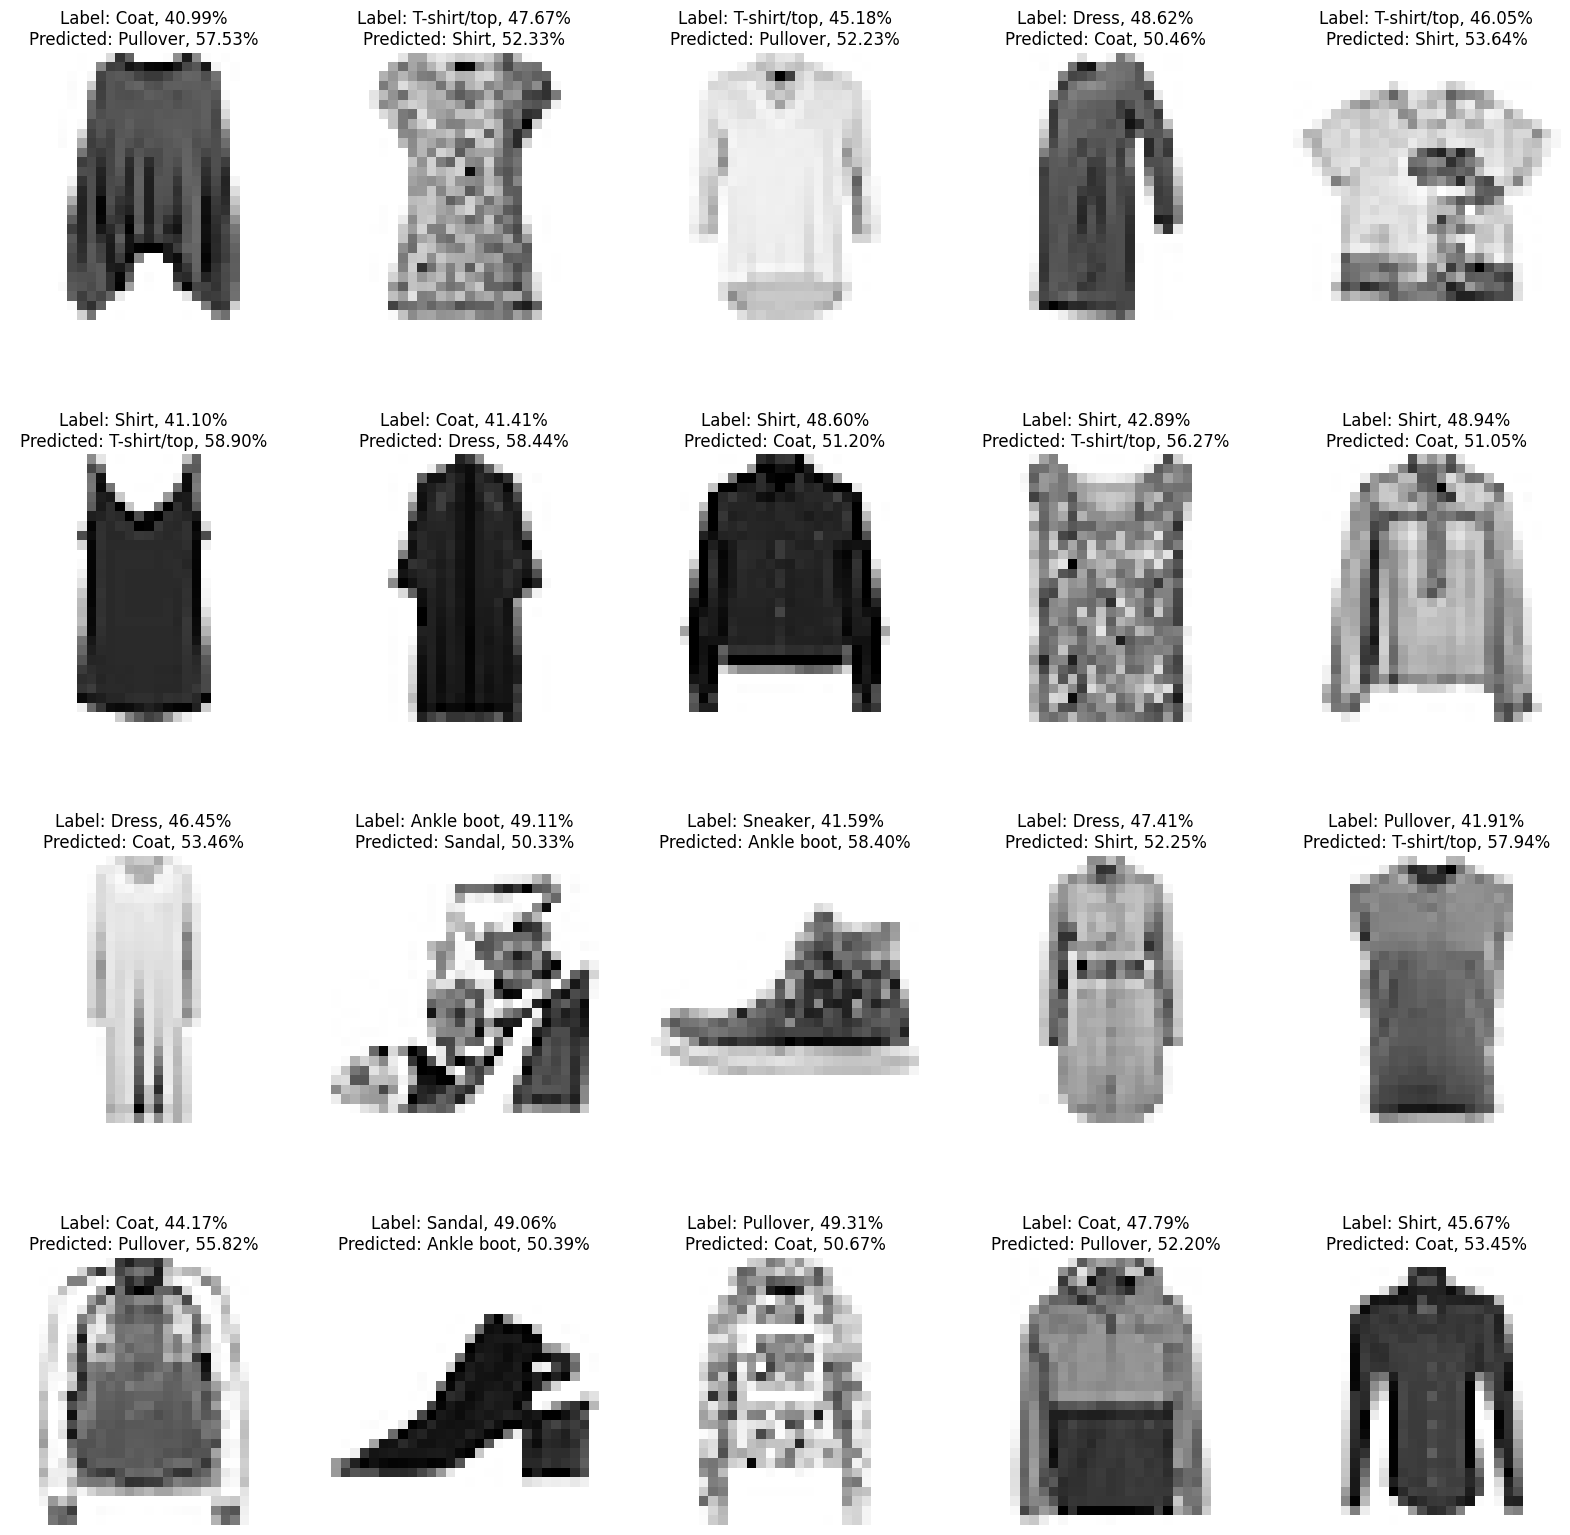 Label: Coat, 40.99%
Predicted: Pullover, 57.53%
Label: T-shirt/top, 47.67%
Predicted: Shirt, 52.33%
Label: T-shirt/top, 45.18%
Predicted: Pullover, 52.23%
Label: Dress, 48.62%
Predicted: Coat, 50.46%
Label: T-shirt/top, 46.05%
Predicted: Shirt, 53.64%
Label: Shirt, 41.10%
Predicted: T-shirt/top, 58.90%
Label: Coat, 41.41%
Predicted: Dress, 58.44%
Label: Shirt, 48.60%
Predicted: Coat, 51.20%
Label: Shirt, 42.89%
Predicted: T-shirt/top, 56.27%
Label: Shirt, 48.94%
Predicted: Coat, 51.05%
Label: Dress, 46.45%
Predicted: Coat, 53.46%
Label: Ankle boot, 49.11%
Predicted: Sandal, 50.33%
Label: Sneaker, 41.59%
Predicted: Ankle boot, 58.40%
Label: Dress, 47.41%
Predicted: Shirt, 52.25%
Label: Pullover, 41.91%
Predicted: T-shirt/top, 57.94%
Label: Coat, 44.17%
Predicted: Pullover, 55.82%
Label: Sandal, 49.06%
Predicted: Ankle boot, 50.39%
Label: Pullover, 49.31%
Predicted: Coat, 50.67%
Label: Coat, 47.79%
Predicted: Pullover, 52.20%
Label: Shirt, 45.67%
Predicted: Coat, 53.45%